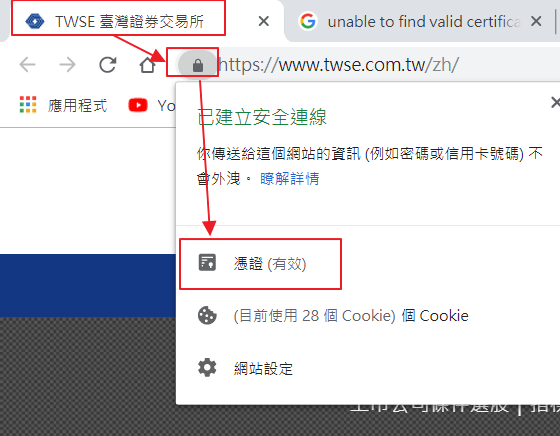 TWSE 臺灣證券交易所
unable to find valid certifica
https://www.twse.com.tw/zh/
應用程式
Yo
已建立安全連線
你傳送給這個網站的資訊 (例如密碼或信用卡號碼) 不
會外洩。 瞭解詳情
憑證 (有效)
(目前使用 28 個 Cookie) 個 Cookie
網站設定